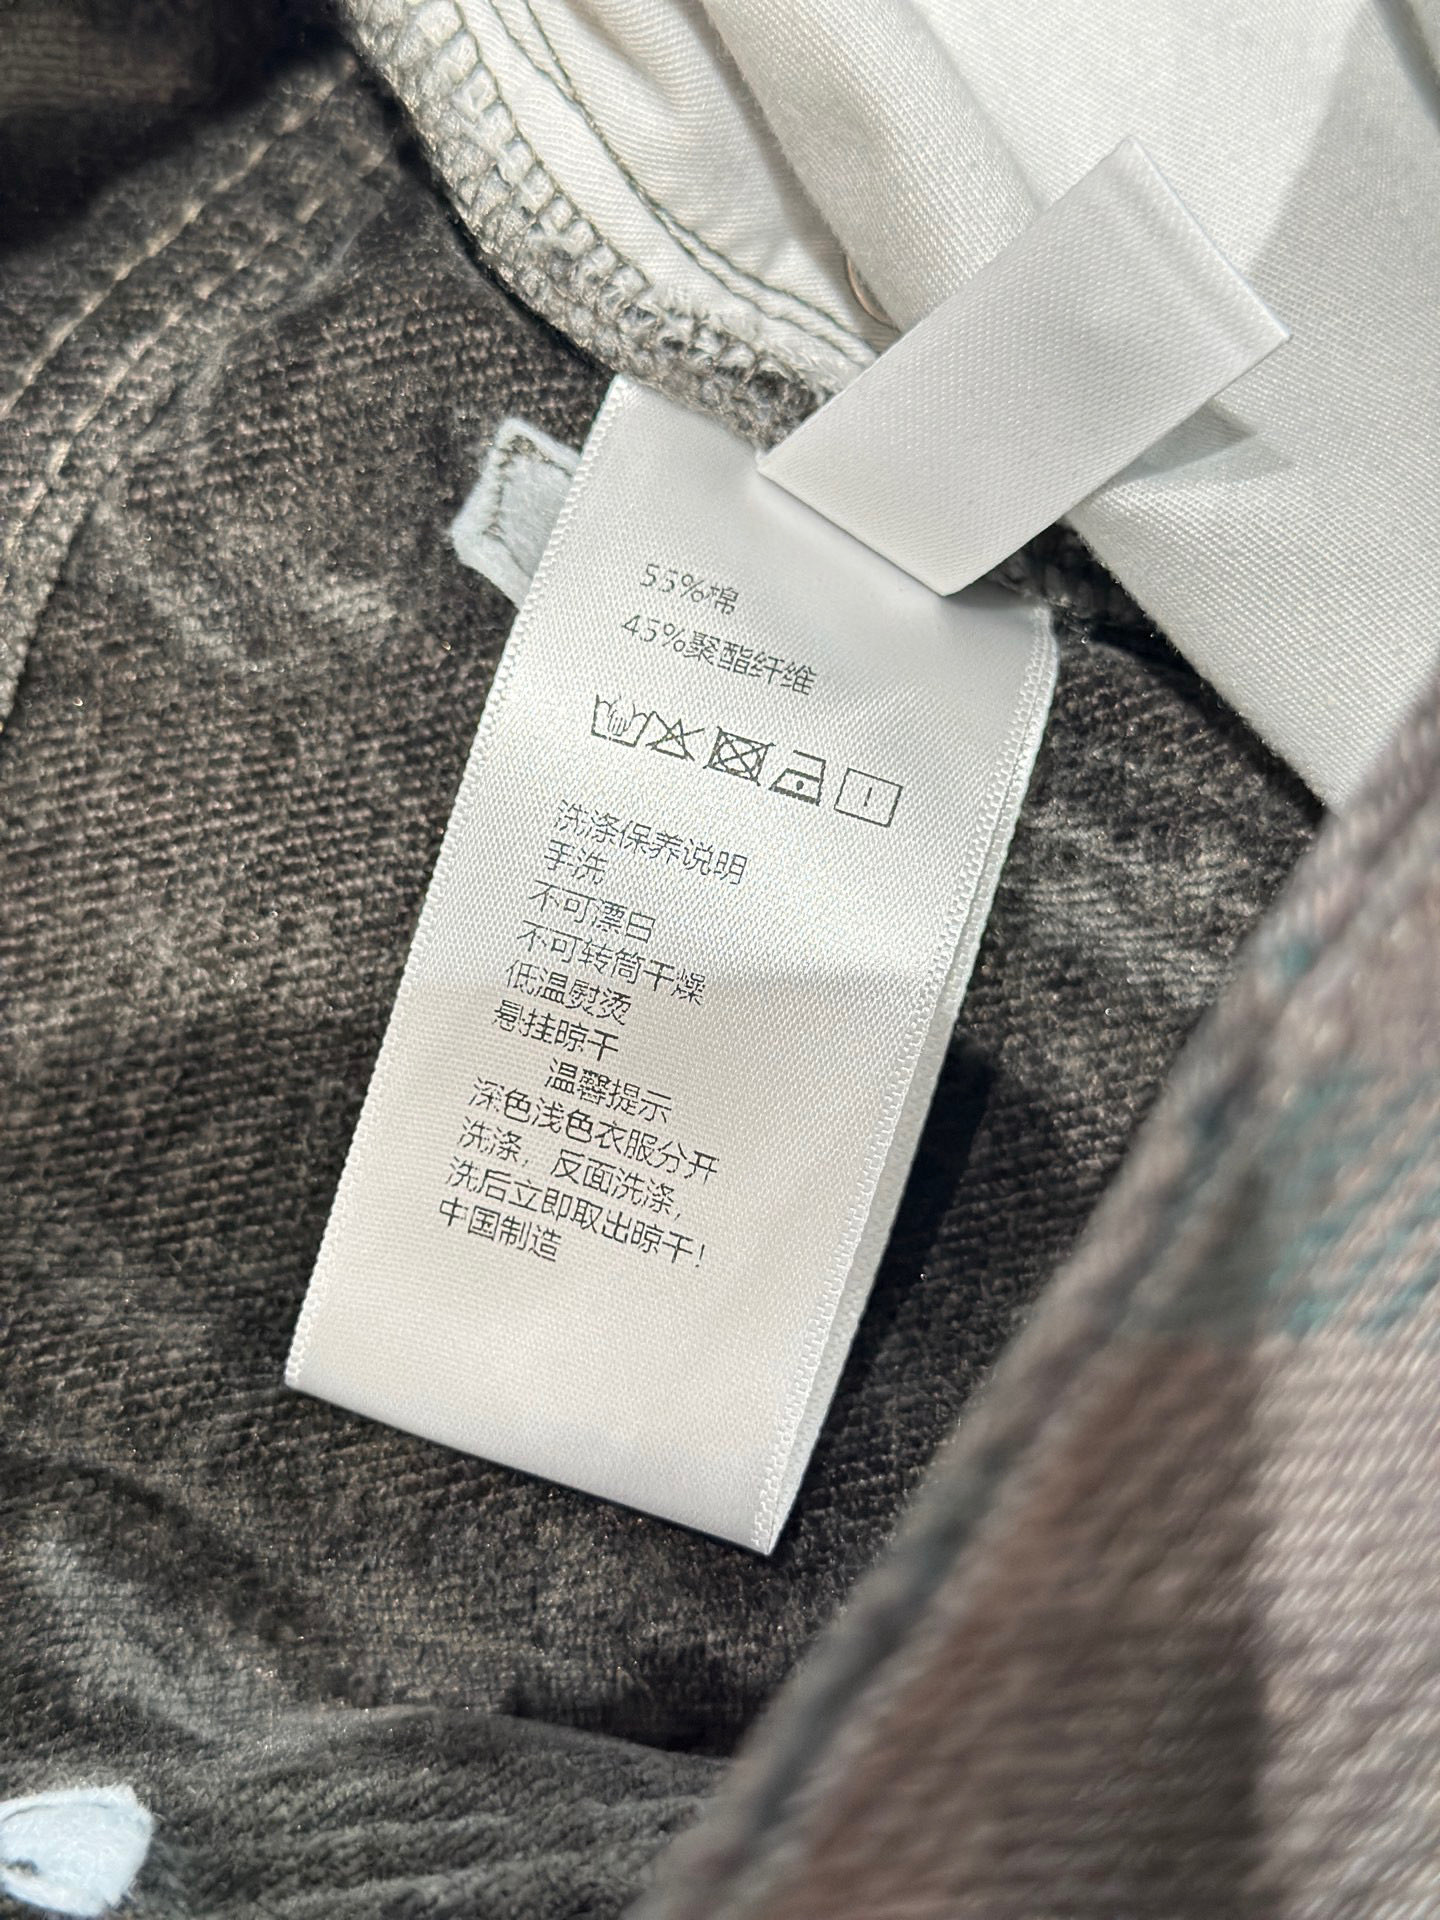 55%棉
45%聚酯纤维
洗涤保养说明
手洗
不可漂白
不可转筒干燥
低温熨烫
悬挂晾干
温馨提示
深色浅色衣服分开
洗涤，反面洗涤，
洗后立即取出晾干!
中国制造